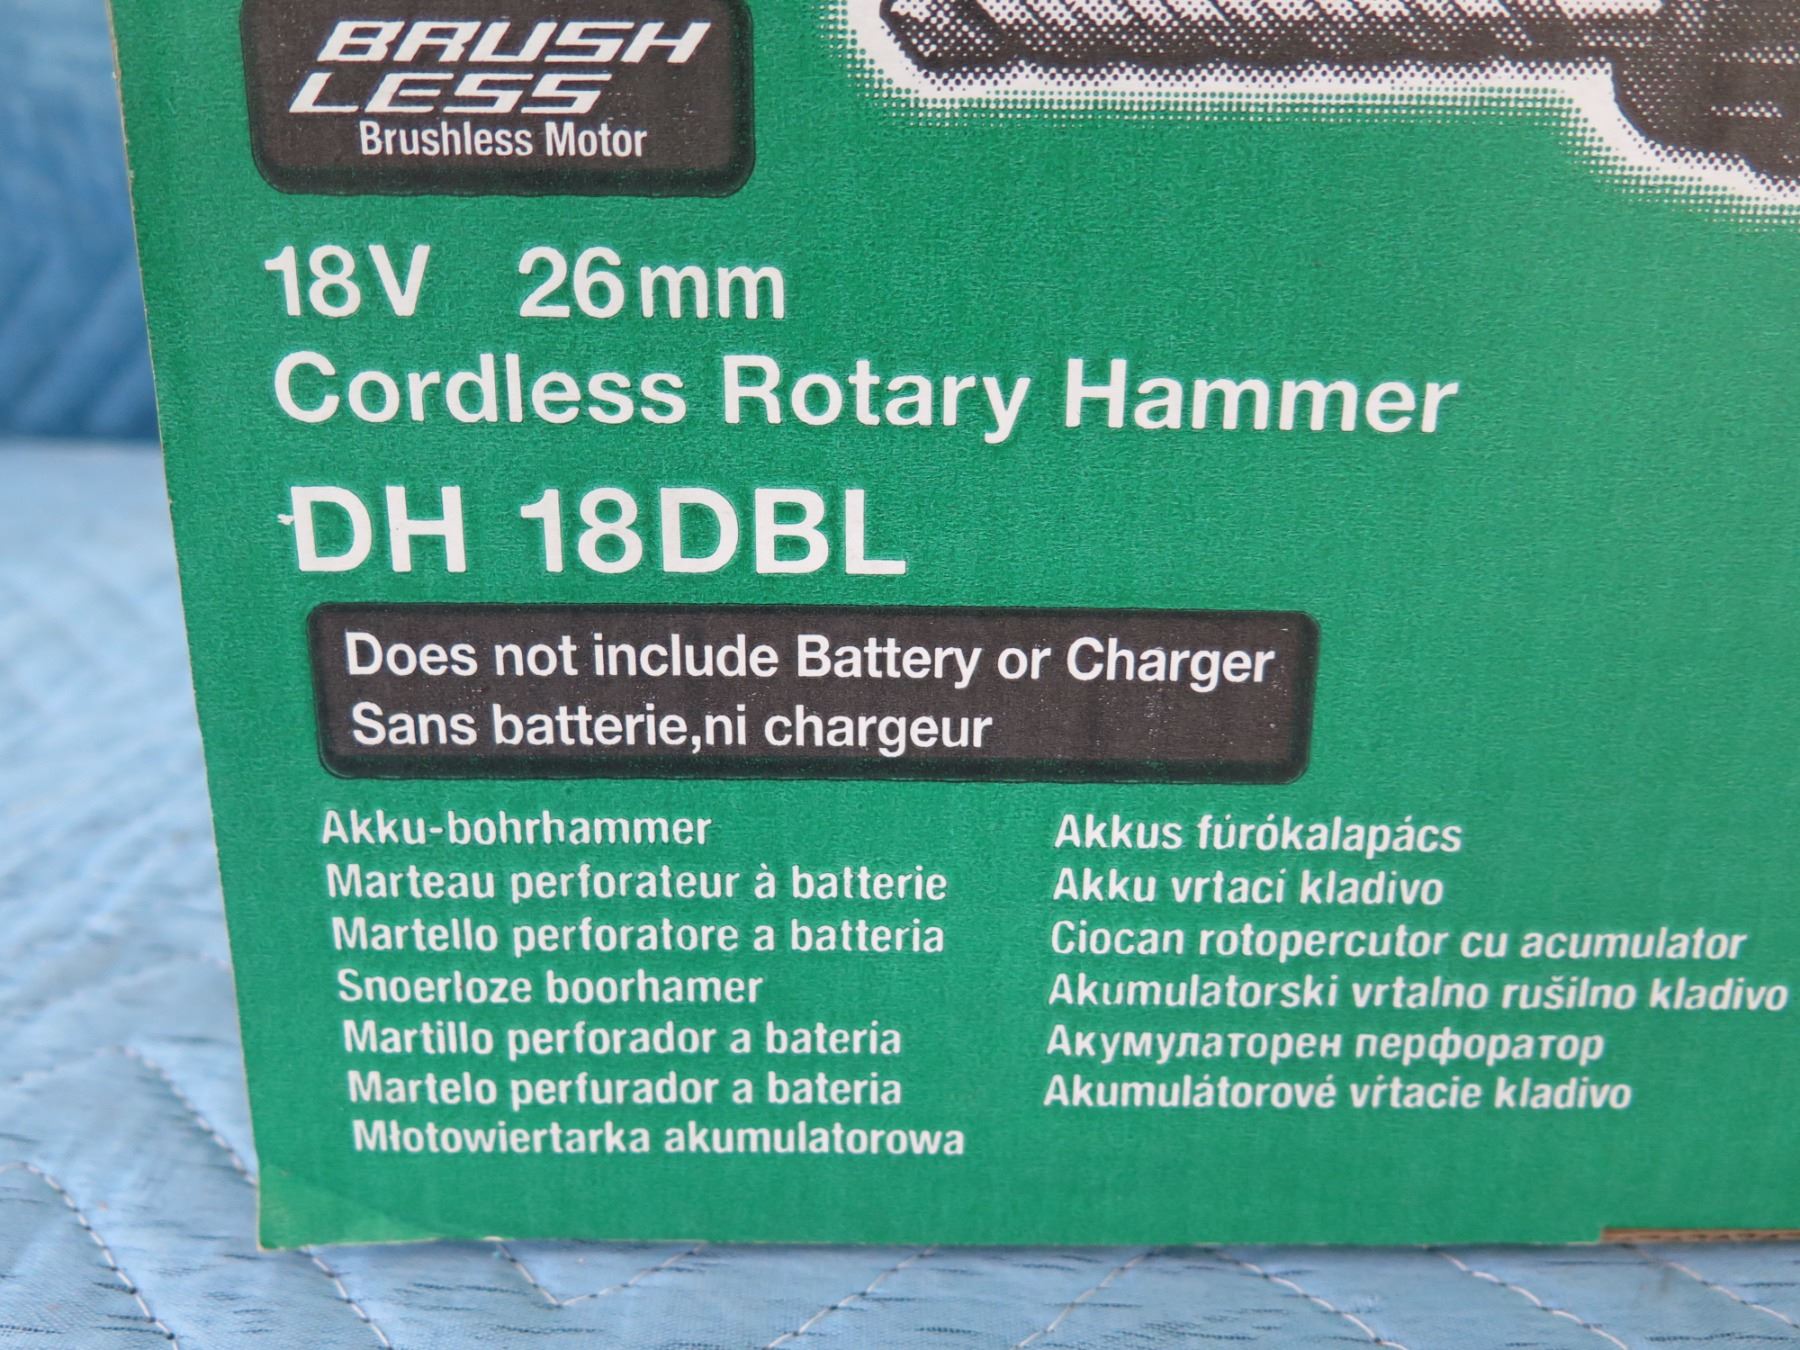 BRUSH
LESS
Brushless Motor
18V 26mm
Cordless Rotary Hammer
DH 18DBL
Does not include Battery or Charger
Sans batterie,ni chargeur
Akku-bohrhammer
Marteau perforateur à batterie
Martello perforatore a batteria
Snoerloze boorhamer
Martillo perforador a bateria
Martelo perfurador a bateria
Młotowiertarka akumulatorowa
Akkus fúrókalapács
Akku vrtací kladivo
Ciocan rotopercutor cu acumulator
Akumulatorski vrtalno rušilno kladivo
Акумулаторен перфоратор
Akumulátorové vŕtacie kladivo